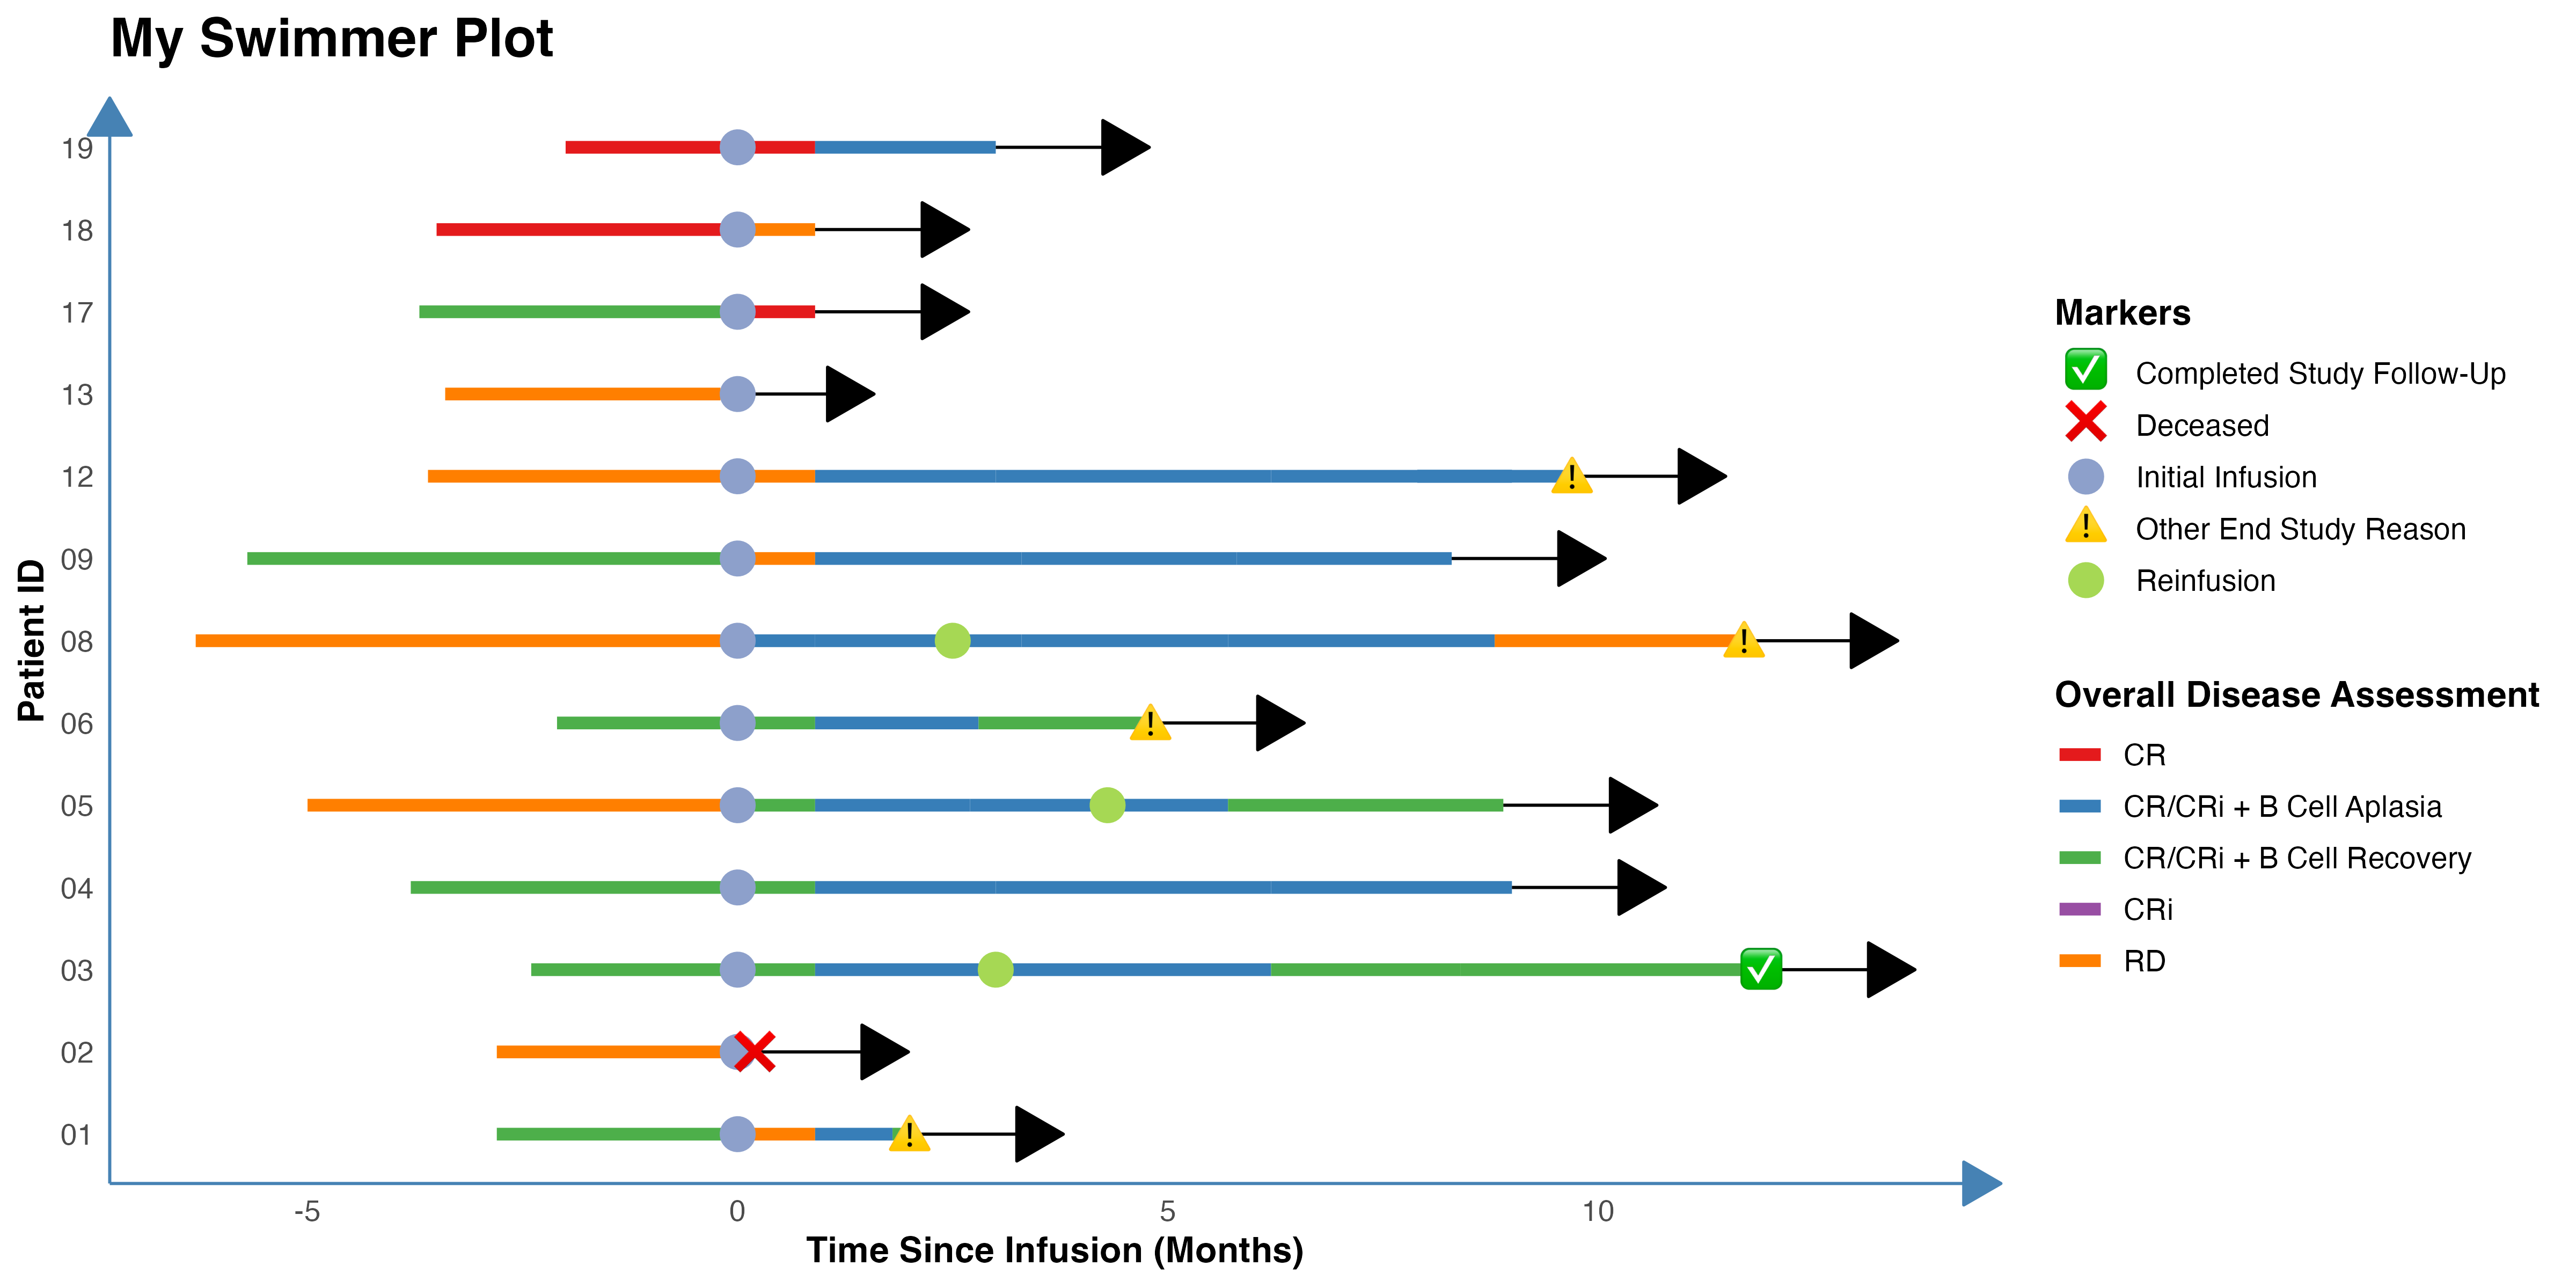 My Swimmer Plot
19
18
17
13
12
09
08
06
05
04
03
02
01
Patient ID
-5 0 5 10
Time Since Infusion (Months)
Markers
Completed Study Follow-Up
Deceased
Initial Infusion
Other End Study Reason
Reinfusion
Overall Disease Assessment
CR
CR/CRi + B Cell Aplasia
CR/CRi + B Cell Recovery
CRi
RD